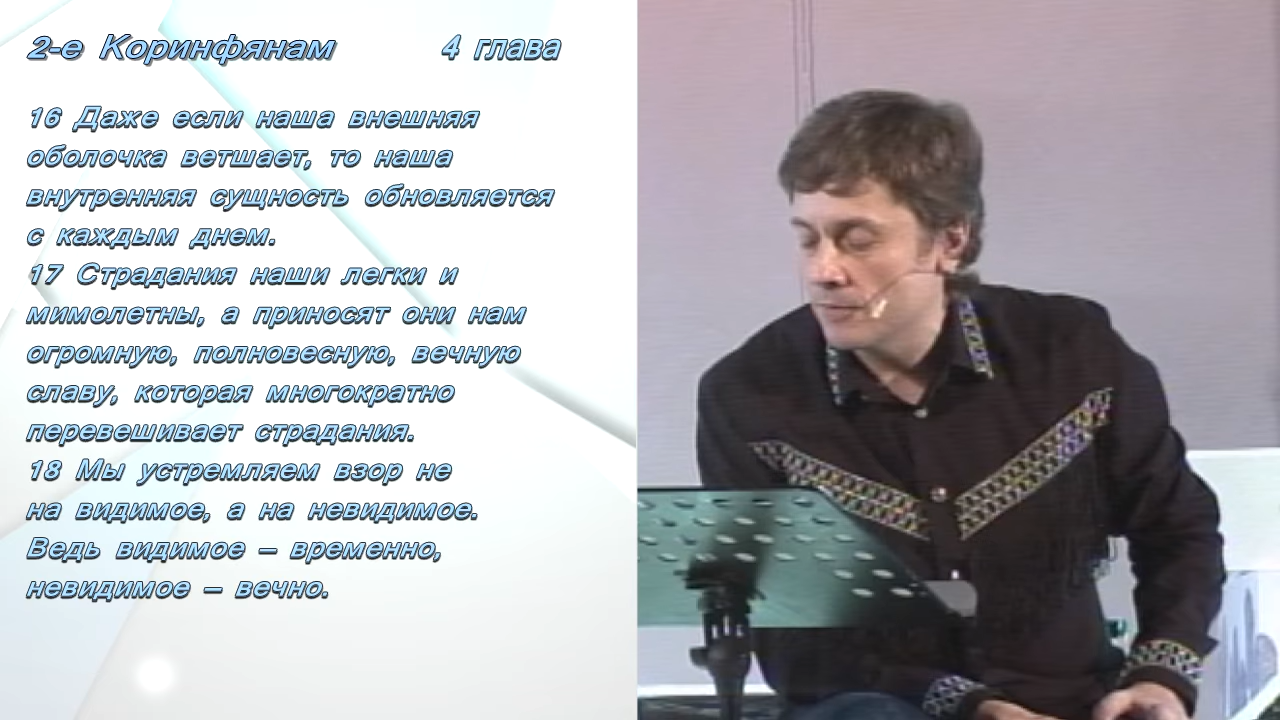 2-е Коринфянам 4 глава
16 Даже если наша внешняя
оболочка ветшает, то наша
внутренняя сущность обновляется
с каждым днем.
17 Страдания наши легки и
мимолетны, а приносят они нам
огромную, полновесную, вечную
славу, которая многократно
перевешивает страдания.
18 Мы устремляем взор не
на видимое, а на невидимое.
Ведь видимое – временно,
невидимое – вечно.